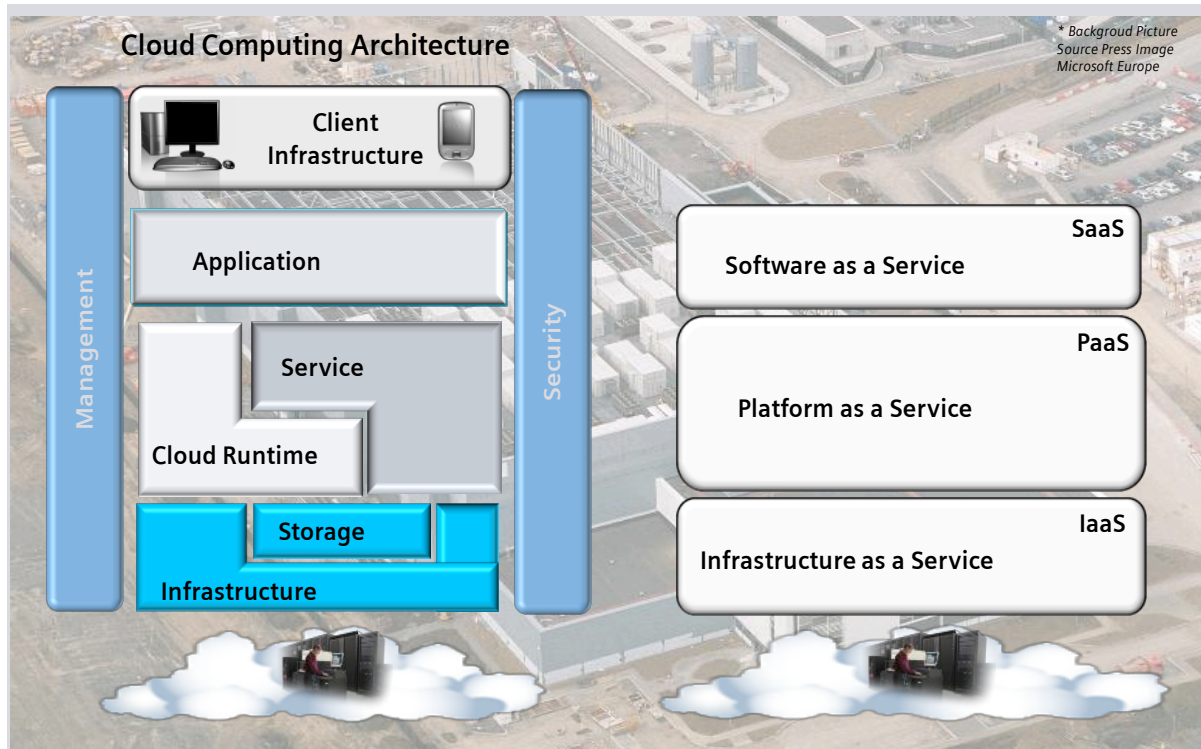 Cloud Computing Architecture
* Backgroud Picture
Source Press Image
Microsoft Europe
Management
Client
Infrastructure
Application
Service
Cloud Runtime
Storage
Infrastructure
Security
SaaS
Software as a Service
PaaS
Platform as a Service
IaaS
Infrastructure as a Service